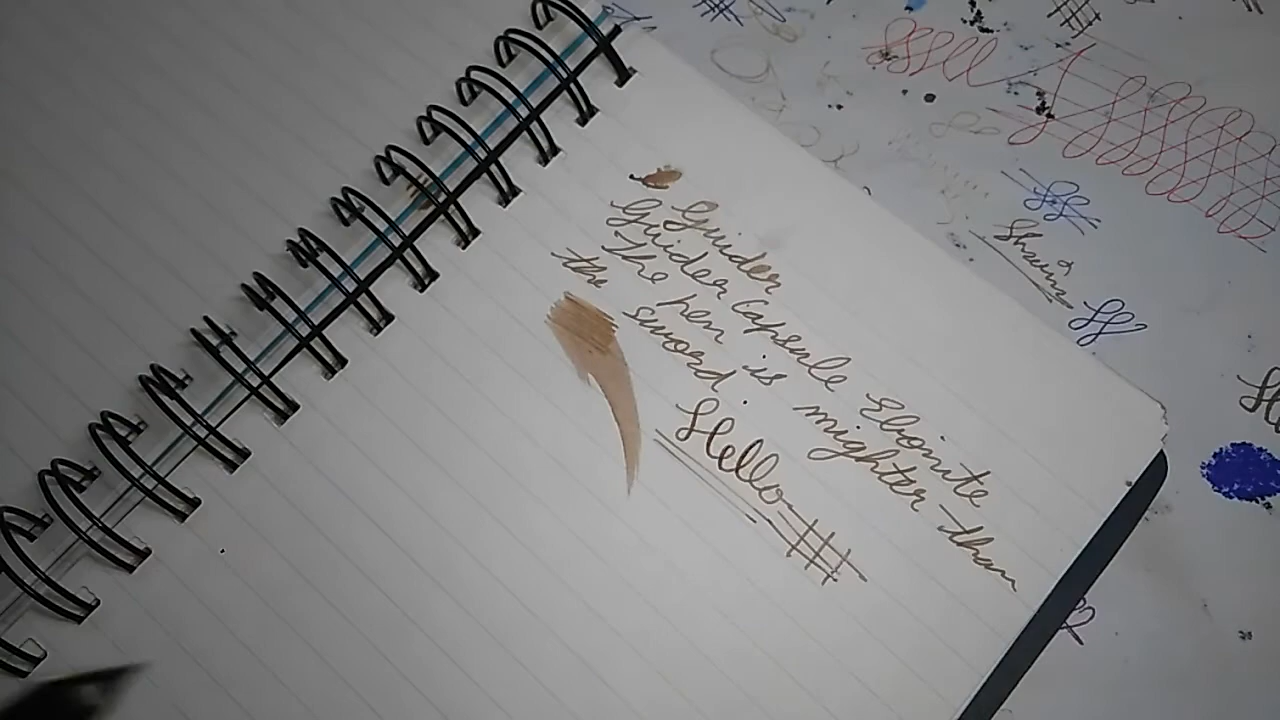 Guider
Guider Capsule Ebonite
The pen is mighter than
the sword.
Hello